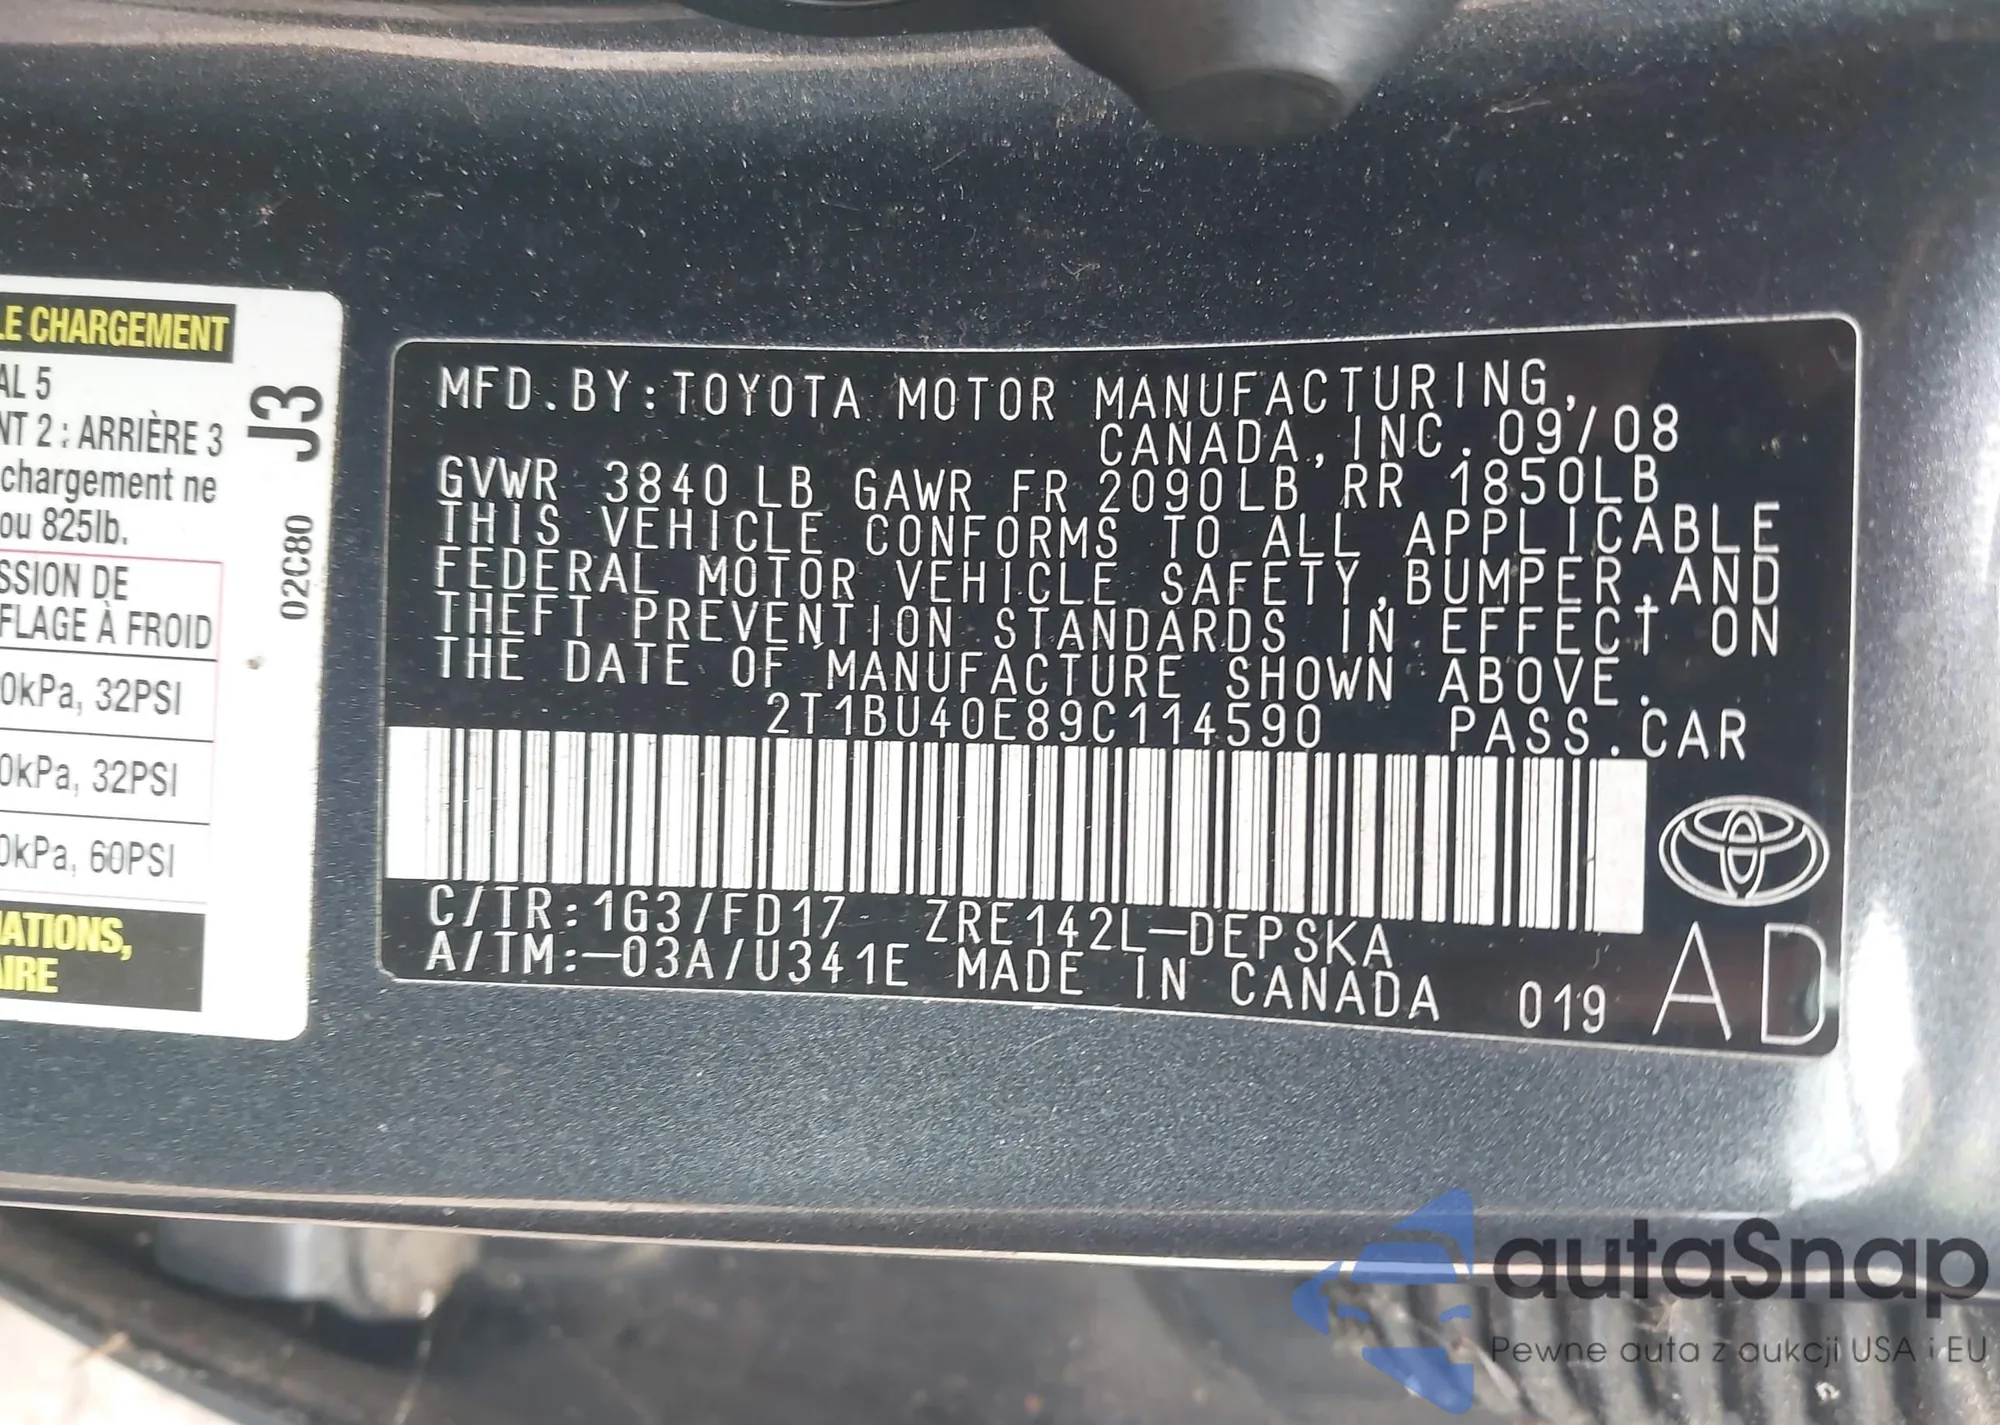 LE CHARGEMENT
AL 5
NT 2 : ARRIÈRE 3
chargement ne
ou 825lb.
SSION DE
FLAGE À FROID
0kPa, 32PSI
0kPa, 32PSI
0kPa, 60PSI
ATIONS,
AIRE
J3
02C80
MFD.BY:TOYOTA MOTOR MANUFACTURING,
CANADA,INC. 09/08
GVWR 3840 LB GAWR FR 2090LB RR 1850LB
THIS VEHICLE CONFORMS TO ALL APPLICABLE
FEDERAL MOTOR VEHICLE SAFETY,BUMPER,AND
THEFT PREVENTION STANDARDS IN EFFECT ON
THE DATE OF MANUFACTURE SHOWN ABOVE.
2T1BU40E89C114590 PASS.CAR
C/TR:1G3/FD17 ZRE142L-DEPSKA
A/TM:-03A/U341E MADE IN CANADA 019 AD
autaSnap
Pewne auta z aukcji USA i EU